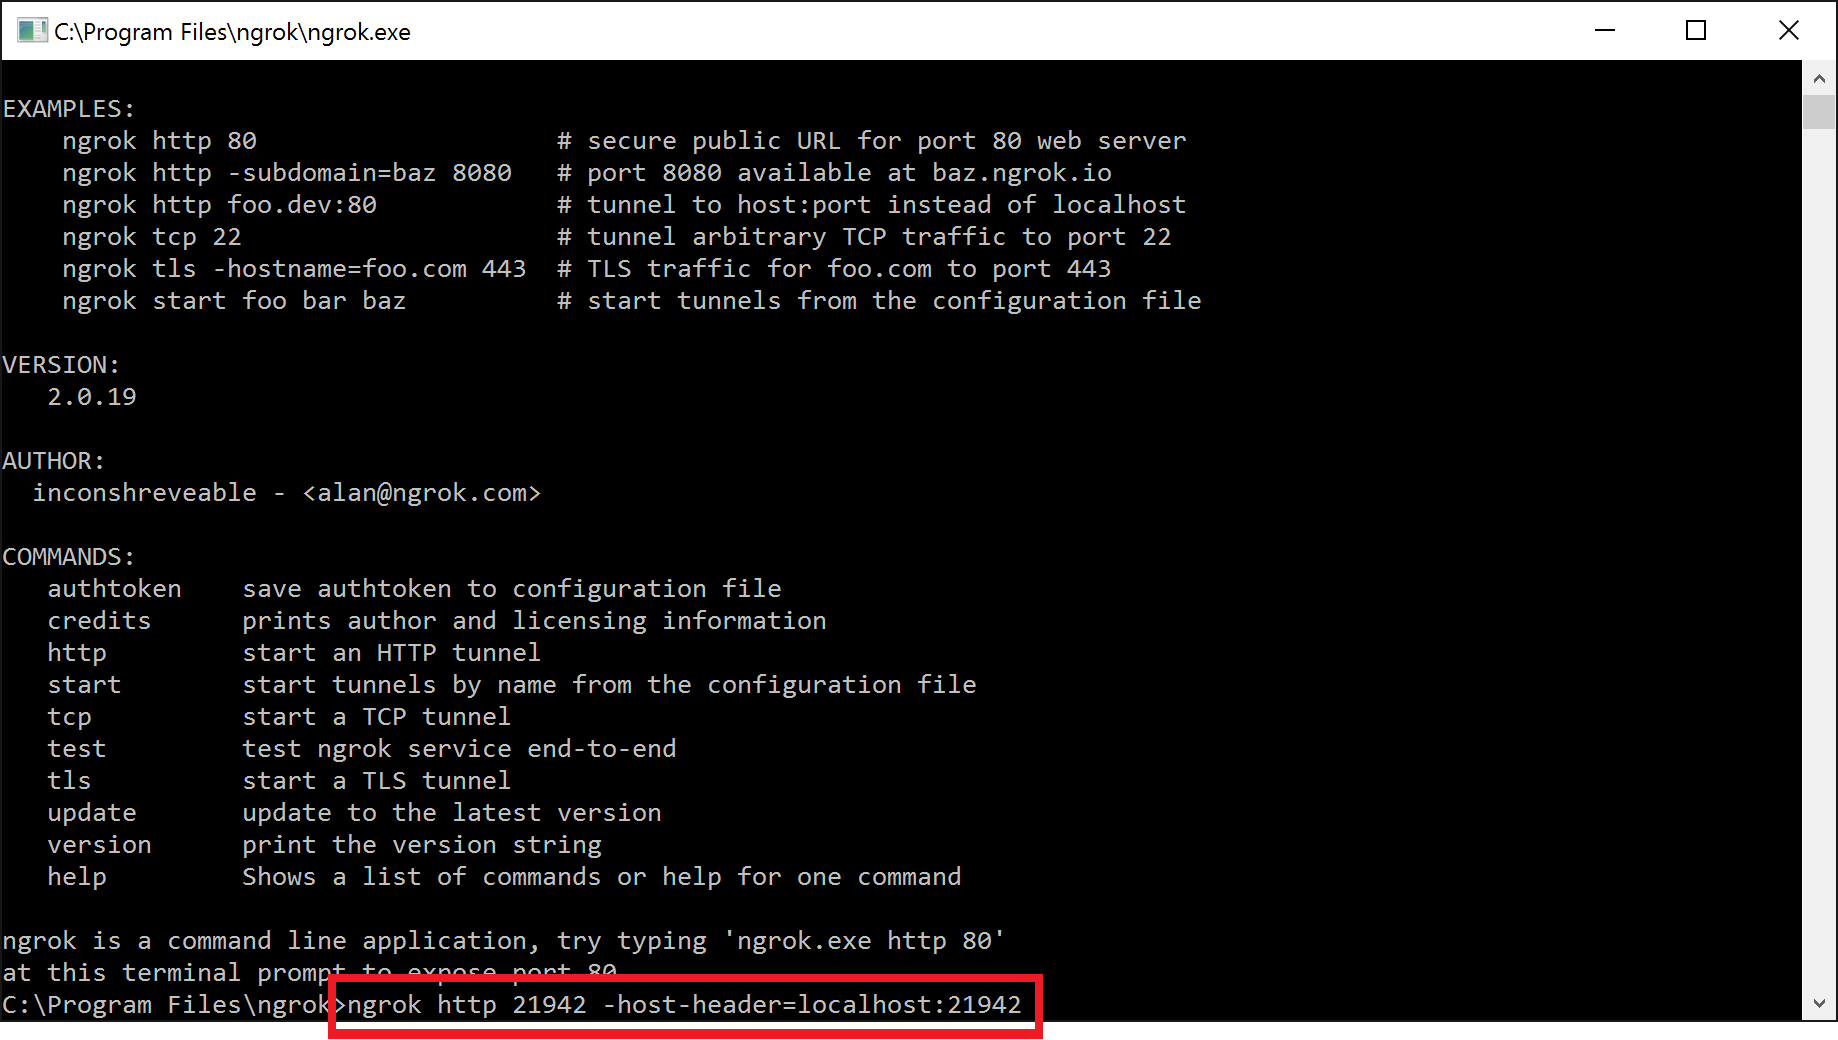 C:\Program Files\ngrok\ngrok.exe
EXAMPLES:
    ngrok http 80                    # secure public URL for port 80 web server
    ngrok http -subdomain=baz 8080   # port 8080 available at baz.ngrok.io
    ngrok http foo.dev:80            # tunnel to host:port instead of localhost
    ngrok tcp 22                     # tunnel arbitrary TCP traffic to port 22
    ngrok tls -hostname=foo.com 443  # TLS traffic for foo.com to port 443
    ngrok start foo bar baz          # start tunnels from the configuration file
VERSION:
   2.0.19
AUTHOR:
  inconshreveable - <alan@ngrok.com>
COMMANDS:
   authtoken    save authtoken to configuration file
   credits      prints author and licensing information
   http         start an HTTP tunnel
   start        start tunnels by name from the configuration file
   tcp          start a TCP tunnel
   test         test ngrok service end-to-end
   tls          start a TLS tunnel
   update       update to the latest version
   version      print the version string
   help         Shows a list of commands or help for one command
ngrok is a command line application, try typing 'ngrok.exe http 80'
at this terminal prompt to expose port 80.
C:\Program Files\ngrok>ngrok http 21942 -host-header=localhost:21942